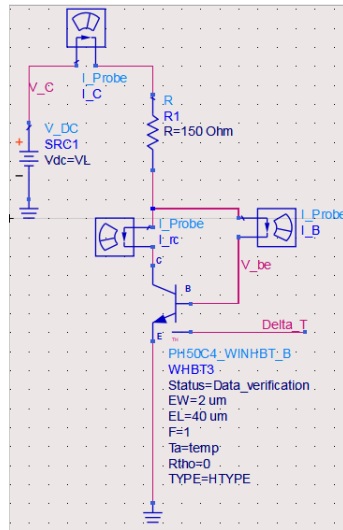 I_Probe
I_C
V_C
V_DC
SRC1
Vdc=VL
+
-
R
R1
R=150 Ohm
I_Probe
I_rc
I_Probe
I_B
V_be
C
B
E
TH
Delta_T
PH50C4_WINHBT_B
WHBT3
Status=Data_verification
EW=2 um
EL=40 um
F=1
Ta=temp
Rtho=0
TYPE=HTYPE